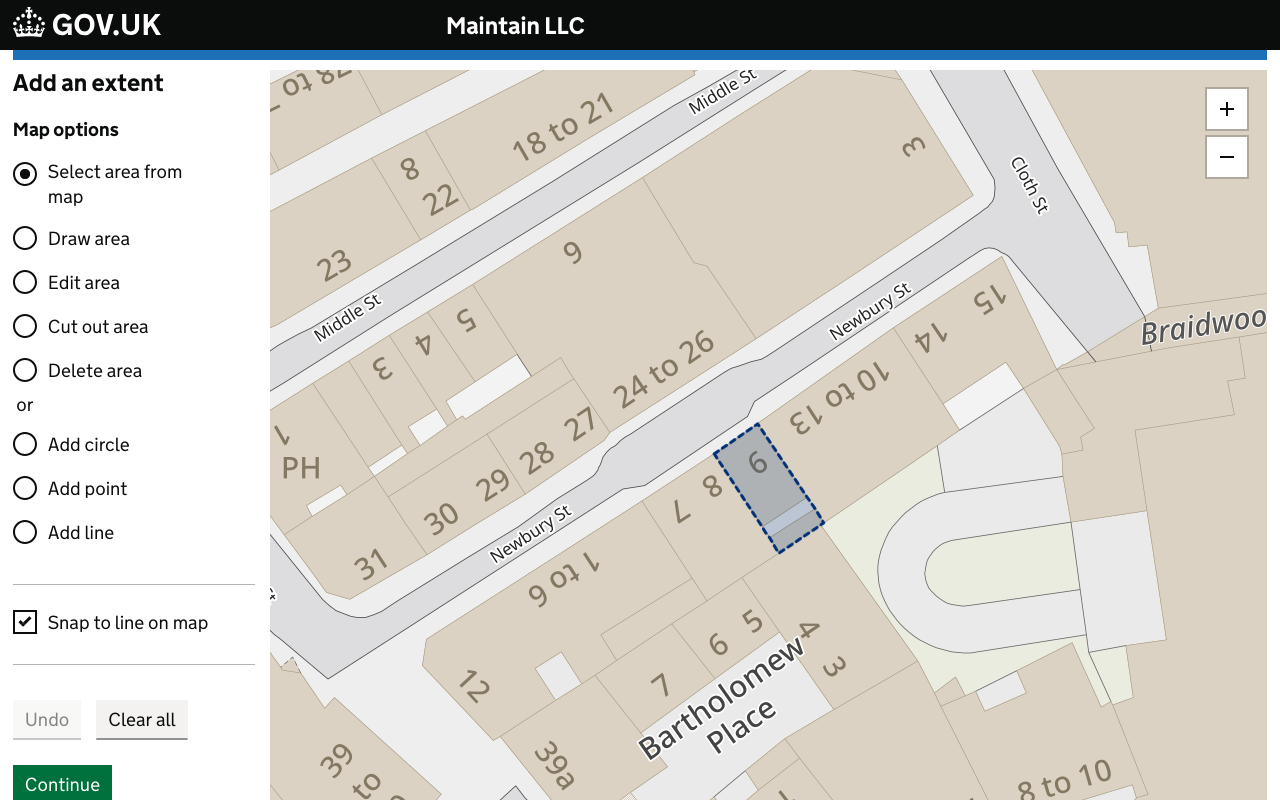 GOV.UK
Maintain LLC
Add an extent
Map options
Select area from
map
Draw area
Edit area
Cut out area
Delete area
or
Add circle
Add point
Add line
Snap to line on map
Undo
Clear all
Continue
+
−
18 to 21
Middle St
8
22
23
3
Cloth St
9
Middle St
5
4
3
1
PH
24 to 26
27
28
29
30
31
Newbury St
15
14
10 to 13
Braidwoo
9
8
7
Newbury St
1 to 6
12
7
6
5
4
3
Bartholomew
Place
39
to
39a
8 to 10